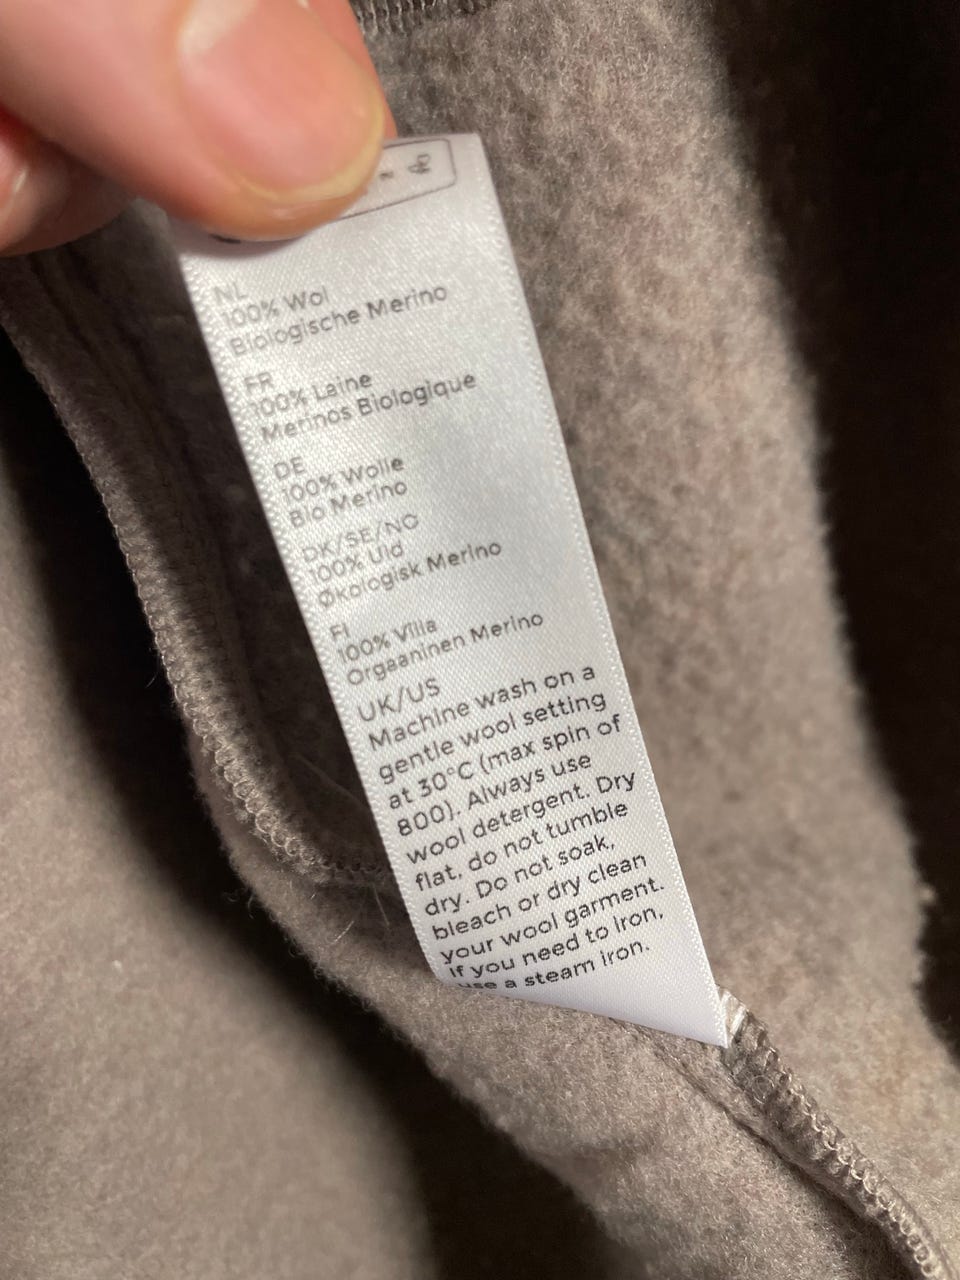 NL
100% Wol
Biologische Merino
FR
100% Laine
Merinos Biologique
DE
100% Wolle
Bio Merino
DK/SE/NO
100% Uld
Økologisk Merino
FI
100% Villa
Orgaaninen Merino
UK/US
Machine wash on a
gentle wool setting
at 30°C (max spin of
800). Always use
wool detergent. Dry
flat, do not tumble
dry. Do not soak,
bleach or dry clean
your wool garment.
If you need to iron,
use a steam iron.